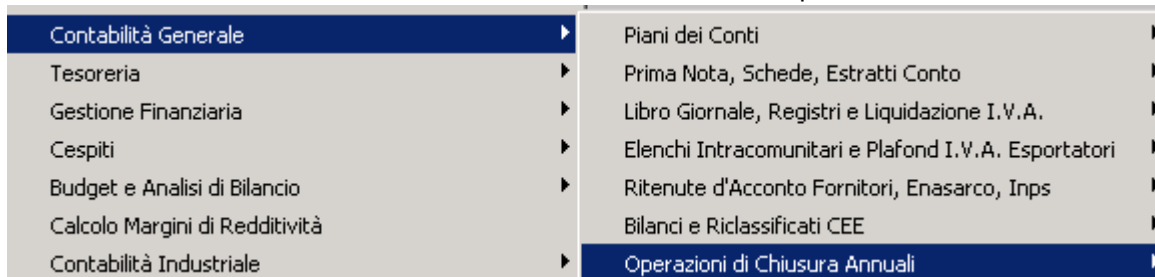 Contabilità Generale
Tesoreria
Gestione Finanziaria
Cespiti
Budget e Analisi di Bilancio
Calcolo Margini di Redditività
Contabilità Industriale
Piani dei Conti
Prima Nota, Schede, Estratti Conto
Libro Giornale, Registri e Liquidazione I.V.A.
Elenchi Intracomunitari e Plafond I.V.A. Esportatori
Ritenute d'Acconto Fornitori, Enasarco, Inps
Bilanci e Riclassificati CEE
Operazioni di Chiusura Annuali